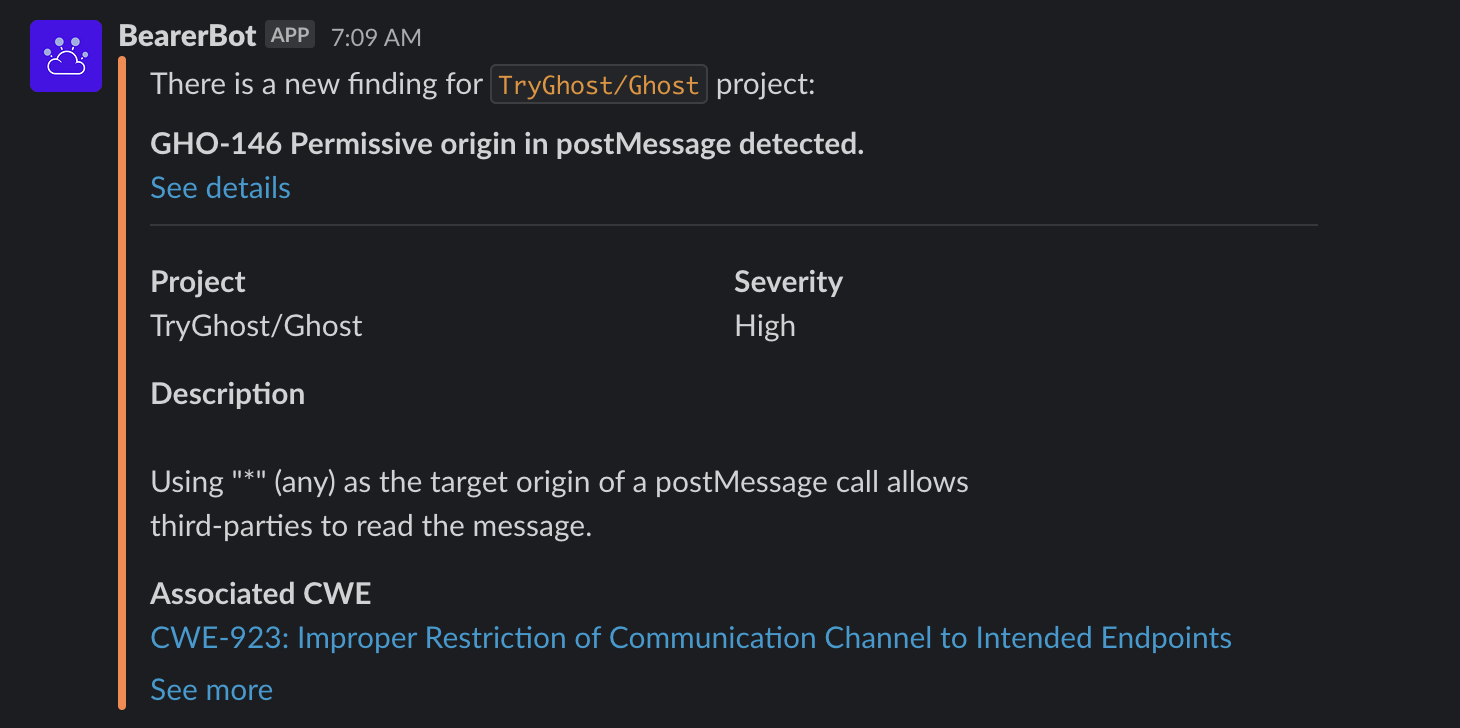 BearerBot APP 7:09 AM
There is a new finding for TryGhost/Ghost project:
GHO-146 Permissive origin in postMessage detected.
See details
Project Severity
TryGhost/Ghost High
Description
Using "*" (any) as the target origin of a postMessage call allows
third-parties to read the message.
Associated CWE
CWE-923: Improper Restriction of Communication Channel to Intended Endpoints
See more